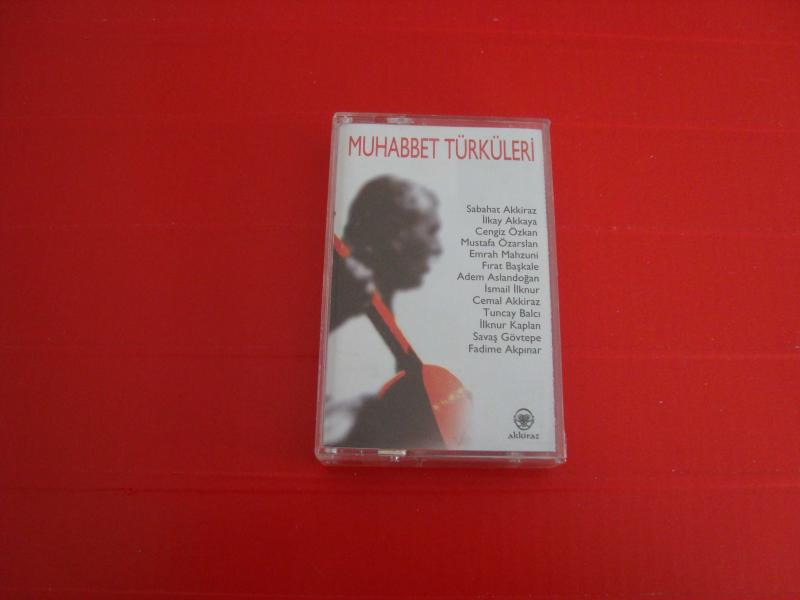 MUHABBET TÜRKÜLERİ
Sabahat Akkiraz
İlkay Akkaya
Cengiz Özkan
Mustafa Özarslan
Emrah Mahzuni
Fırat Başkale
Adem Aslandoğan
İsmail İlknur
Cemal Akkiraz
Tuncay Balcı
İlknur Kaplan
Savaş Gövtepe
Fadime Akpınar
akkiraz